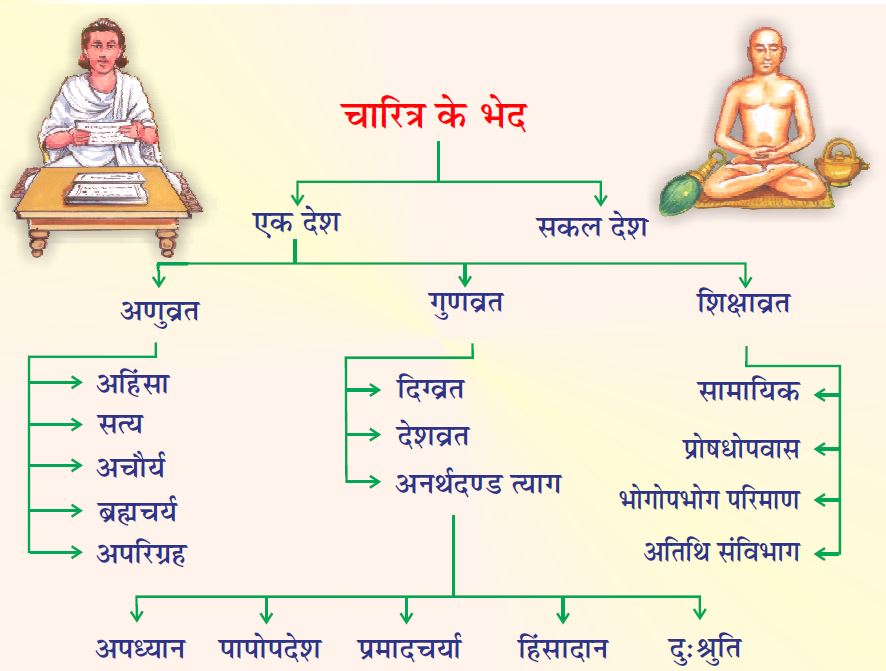 चारित्र के भेद
एक देश
सकल देश
अणुव्रत
गुणव्रत
शिक्षाव्रत
अहिंसा
सत्य
अचौर्य
ब्रह्मचर्य
अपरिग्रह
दिग्व्रत
देशव्रत
अनर्थदण्ड त्याग
सामायिक
प्रोषधोपवास
भोगोपभोग परिमाण
अतिथि संविभाग
अपध्यान
पापोपदेश
प्रमादचर्या
हिंसादान
दुःश्रुति